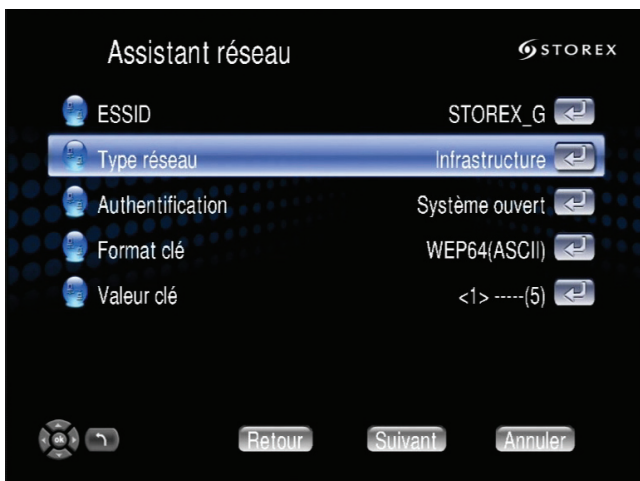 Assistant réseau STOREX
ESSID STOREX_G
Type réseau Infrastructure
Authentification Système ouvert
Format clé WEP64(ASCII)
Valeur clé <1> -----(5)
ok Retour Suivant Annuler